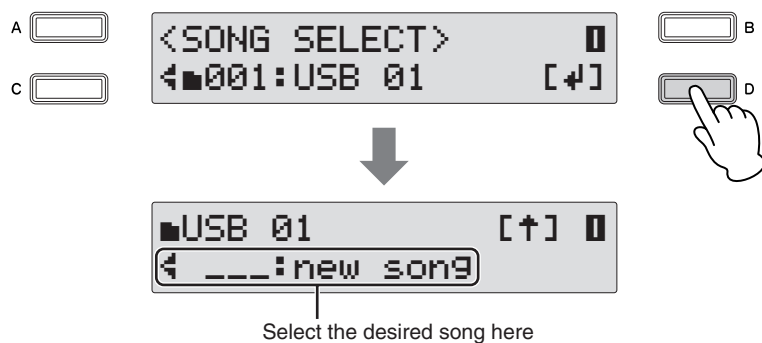 A
B
C
D
<SONG SELECT>
001:USB 01 [↲]
USB 01 [↑]
___:new song
Select the desired song here